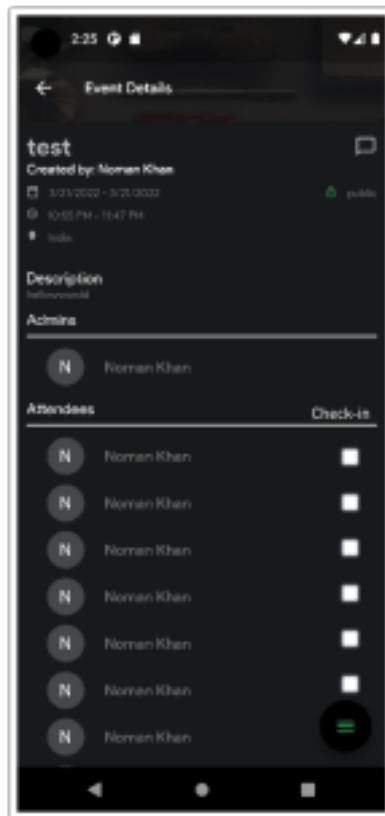 2:25
Event Details
test
Created by: Noman Khan
3/21/2022 - 3/21/2022
public
10:55 PM - 11:47 PM
India
Description
helloworld
Admins
N Noman Khan
Attendees Check-in
N Noman Khan
N Noman Khan
N Noman Khan
N Noman Khan
N Noman Khan
N Noman Khan
N Noman Khan